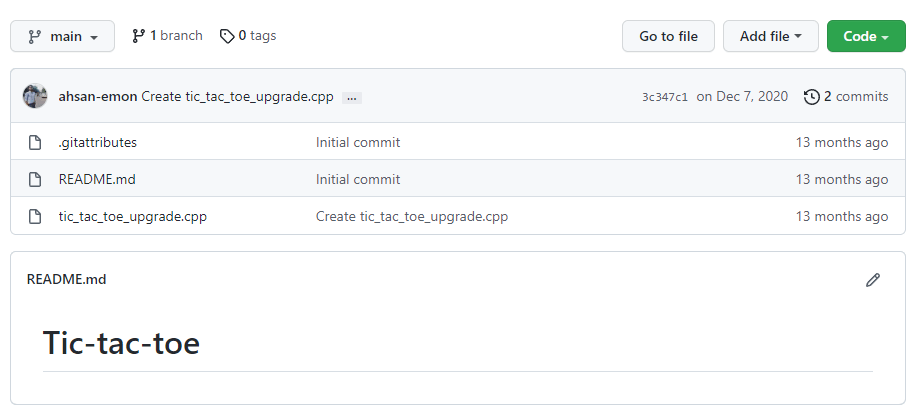 main 1 branch 0 tags Go to file Add file Code
ahsan-emon Create tic_tac_toe_upgrade.cpp ... 3c347c1 on Dec 7, 2020 2 commits
.gitattributes Initial commit 13 months ago
README.md Initial commit 13 months ago
tic_tac_toe_upgrade.cpp Create tic_tac_toe_upgrade.cpp 13 months ago
README.md
Tic-tac-toe